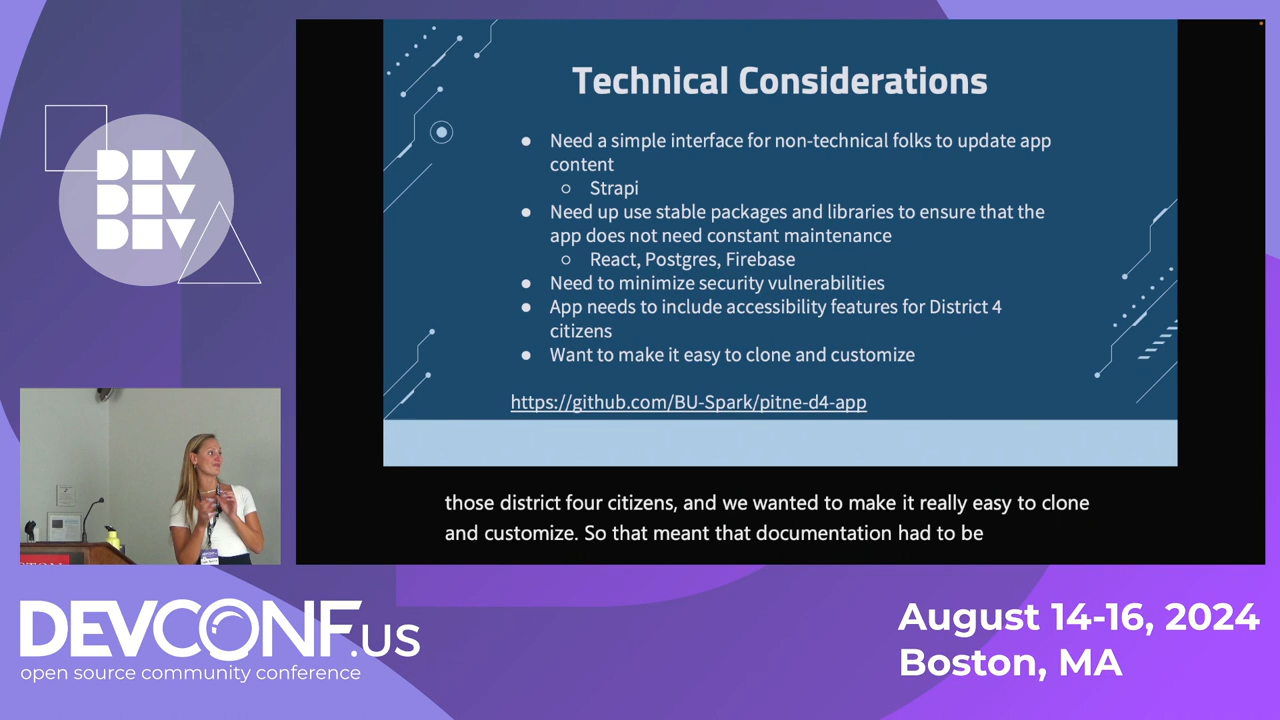 Technical Considerations
● Need a simple interface for non-technical folks to update app
content
○ Strapi
● Need up use stable packages and libraries to ensure that the
app does not need constant maintenance
○ React, Postgres, Firebase
● Need to minimize security vulnerabilities
● App needs to include accessibility features for District 4
citizens
● Want to make it easy to clone and customize
https://github.com/BU-Spark/pitne-d4-app
those district four citizens, and we wanted to make it really easy to clone
and customize. So that meant that documentation had to be
DEV
DEV
DEV
DEVCONF.US
open source community conference
August 14-16, 2024
Boston, MA